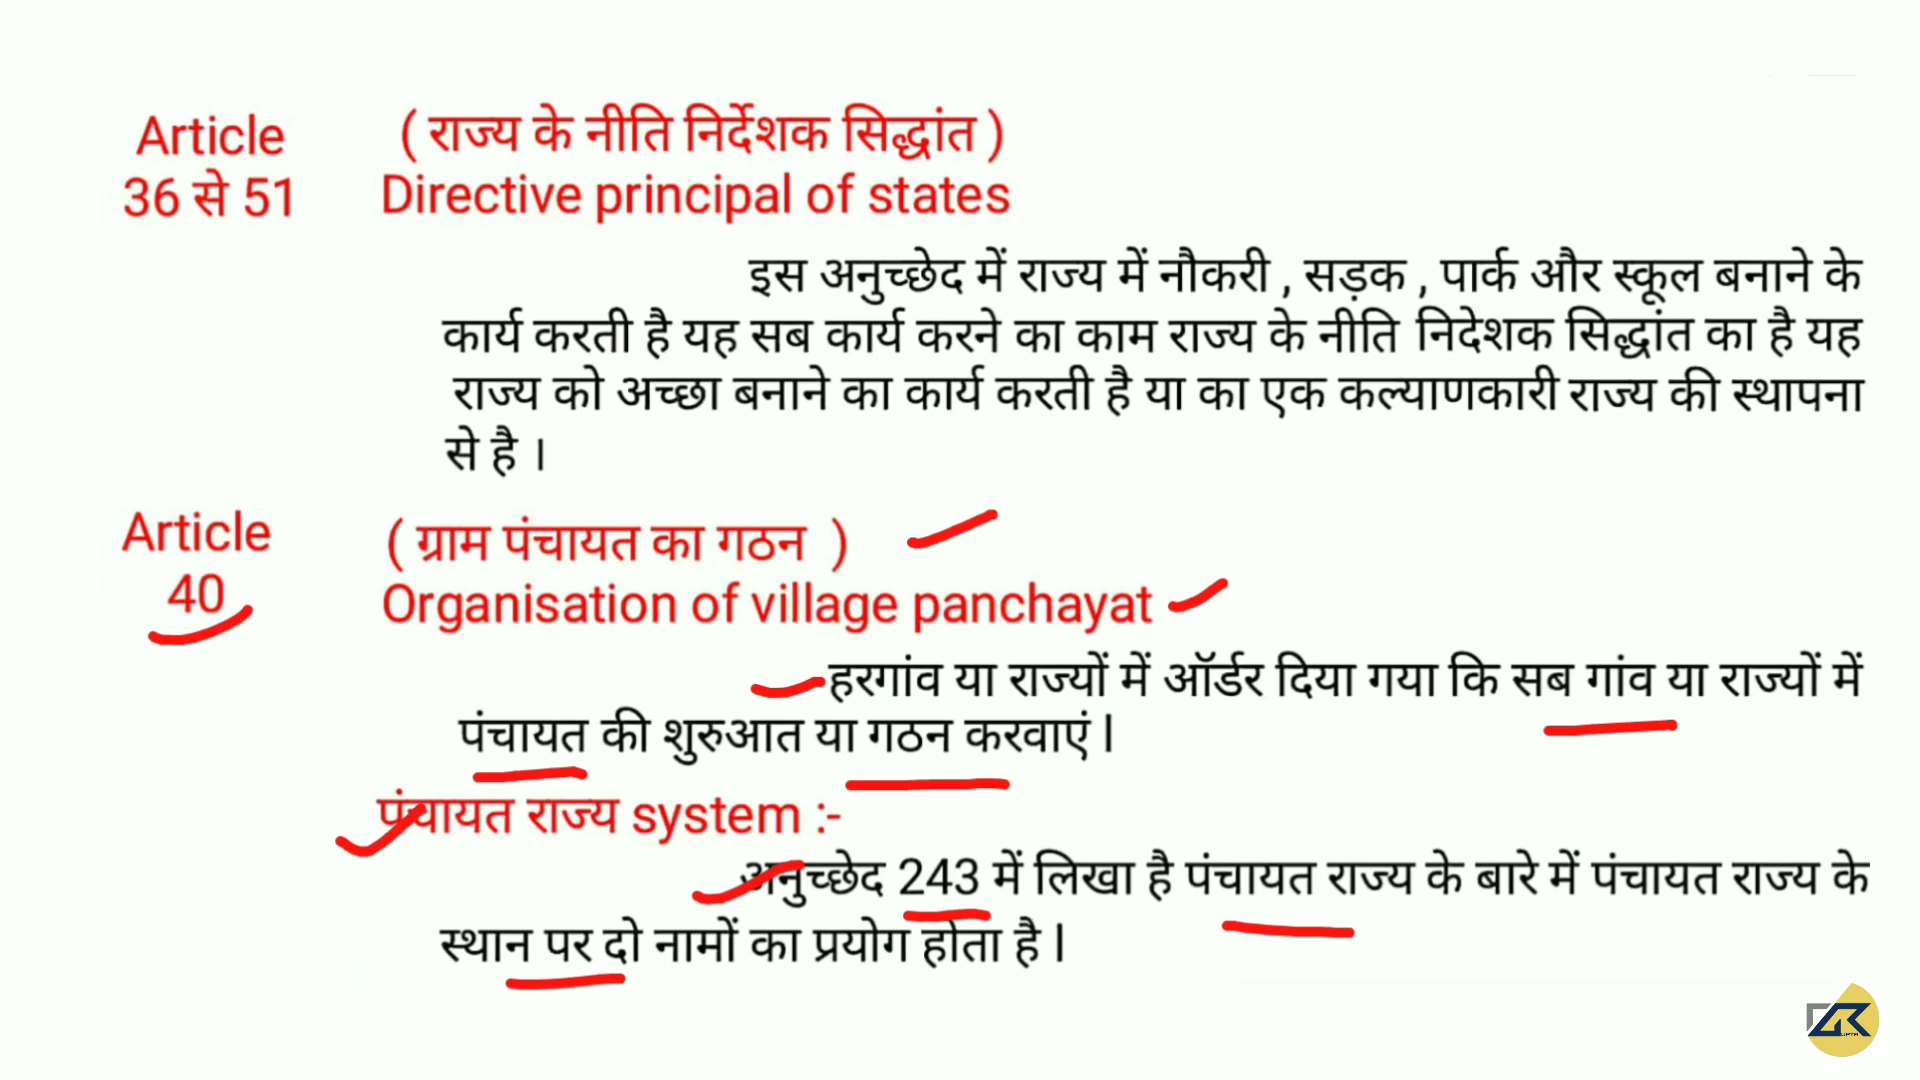 Article ( राज्य के नीति निर्देशक सिद्धांत )
36 से 51 Directive principal of states
इस अनुच्छेद में राज्य में नौकरी , सड़क , पार्क और स्कूल बनाने के
कार्य करती है यह सब कार्य करने का काम राज्य के नीति निदेशक सिद्धांत का है यह
राज्य को अच्छा बनाने का कार्य करती है या का एक कल्याणकारी राज्य की स्थापना
से है ।
Article ( ग्राम पंचायत का गठन )
40 Organisation of village panchayat
हरगांव या राज्यों में ऑर्डर दिया गया कि सब गांव या राज्यों में
पंचायत की शुरुआत या गठन करवाएं l
पंचायत राज्य system :-
अनुच्छेद 243 में लिखा है पंचायत राज्य के बारे में पंचायत राज्य के
स्थान पर दो नामों का प्रयोग होता है l